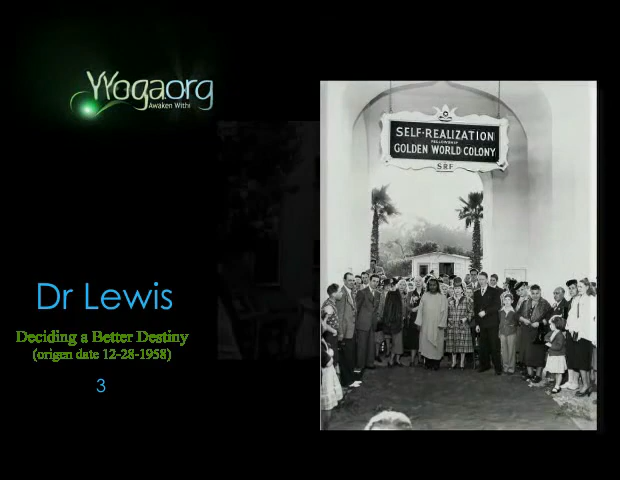 YYogaorg
Awaken Withi
Dr Lewis
Deciding a Better Destiny
(origen date 12-28-1958)
3
SELF-REALIZATION
FELLOWSHIP
GOLDEN WORLD COLONY
SRF